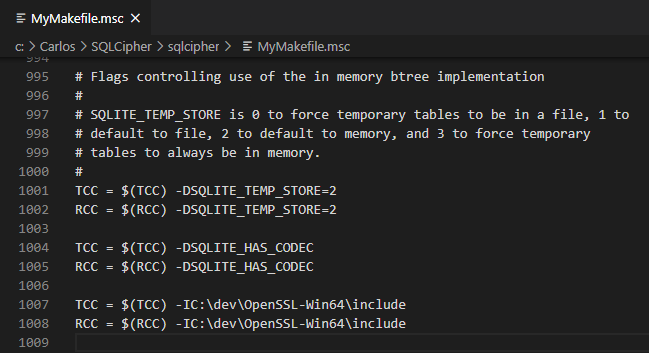 MyMakefile.msc
c: > Carlos > SQLCipher > sqlcipher > MyMakefile.msc
994
995 # Flags controlling use of the in memory btree implementation
996 #
997 # SQLITE_TEMP_STORE is 0 to force temporary tables to be in a file, 1 to
998 # default to file, 2 to default to memory, and 3 to force temporary
999 # tables to always be in memory.
1000 #
1001 TCC = $(TCC) -DSQLITE_TEMP_STORE=2
1002 RCC = $(RCC) -DSQLITE_TEMP_STORE=2
1003
1004 TCC = $(TCC) -DSQLITE_HAS_CODEC
1005 RCC = $(RCC) -DSQLITE_HAS_CODEC
1006
1007 TCC = $(TCC) -IC:\dev\OpenSSL-Win64\include
1008 RCC = $(RCC) -IC:\dev\OpenSSL-Win64\include
1009